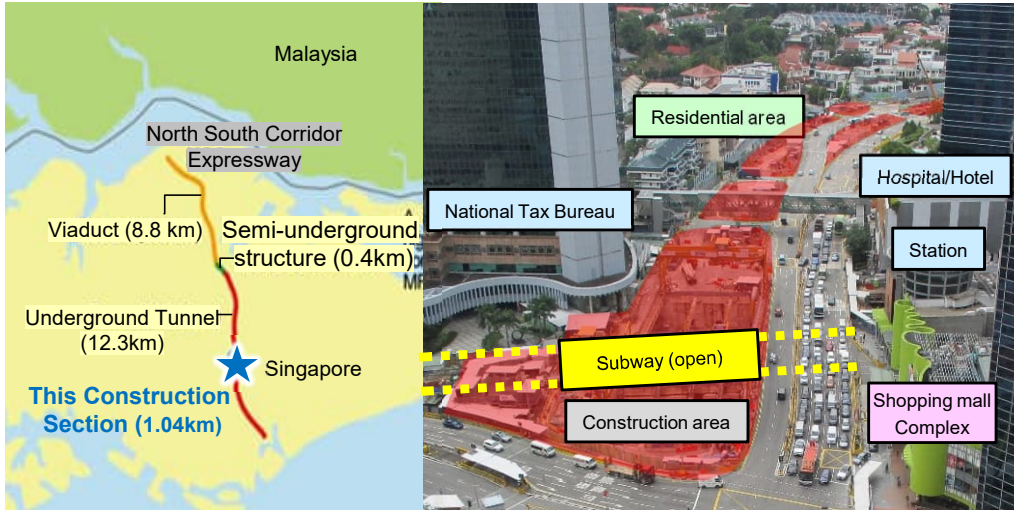 Malaysia
North South Corridor
Expressway
Viaduct (8.8 km)
Semi-underground
structure (0.4km)
Underground Tunnel
(12.3km)
Singapore
This Construction
Section (1.04km)
Residential area
National Tax Bureau
Hospital/Hotel
Station
Subway (open)
Construction area
Shopping mall
Complex